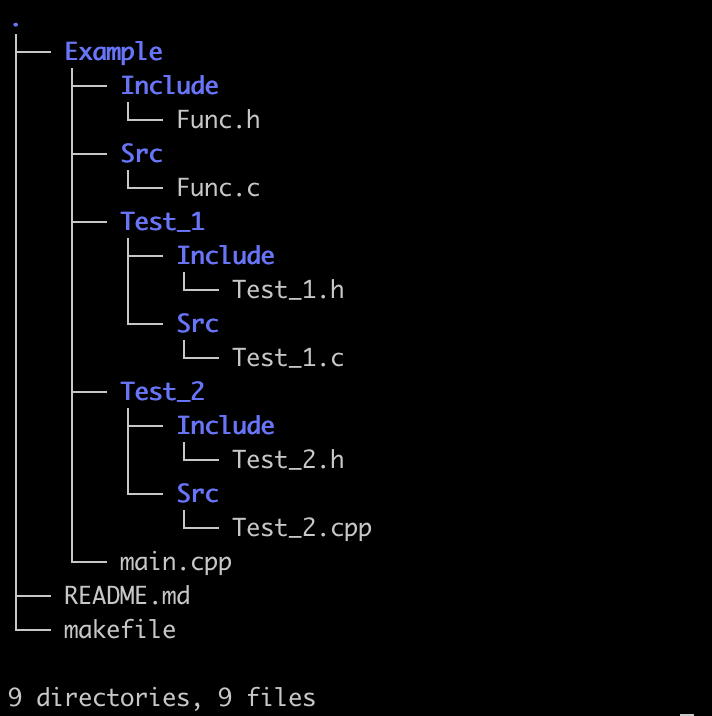 .
├── Example
│   ├── Include
│   │   └── Func.h
│   ├── Src
│   │   └── Func.c
│   ├── Test_1
│   │   ├── Include
│   │   │   └── Test_1.h
│   │   └── Src
│   │       └── Test_1.c
│   ├── Test_2
│   │   ├── Include
│   │   │   └── Test_2.h
│   │   └── Src
│   │       └── Test_2.cpp
│   └── main.cpp
├── README.md
└── makefile
9 directories, 9 files